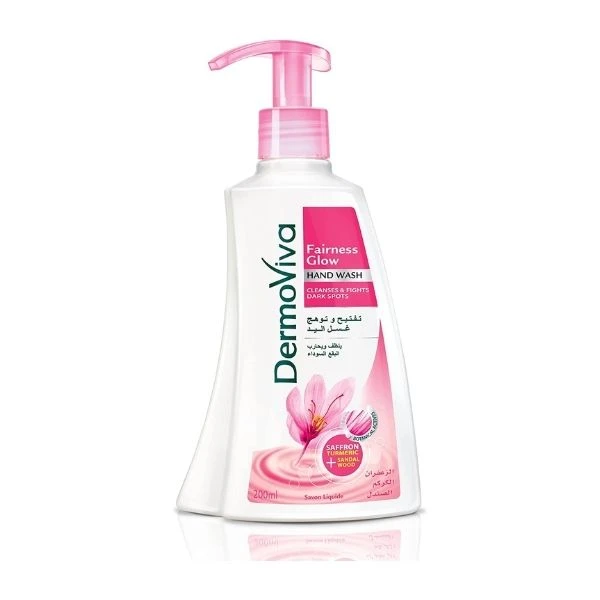 DermoViva
Fairness
Glow
HAND WASH
CLEANSES & FIGHTS
DARK SPOTS
تفتيح و توهج
غسل اليد
ينظف ويحارب
البقع السوداء
SAFFRON
TURMERIC
+ SANDAL
WOOD
الزعفران
الكركم
الصندل
200ml
Savon Liquide